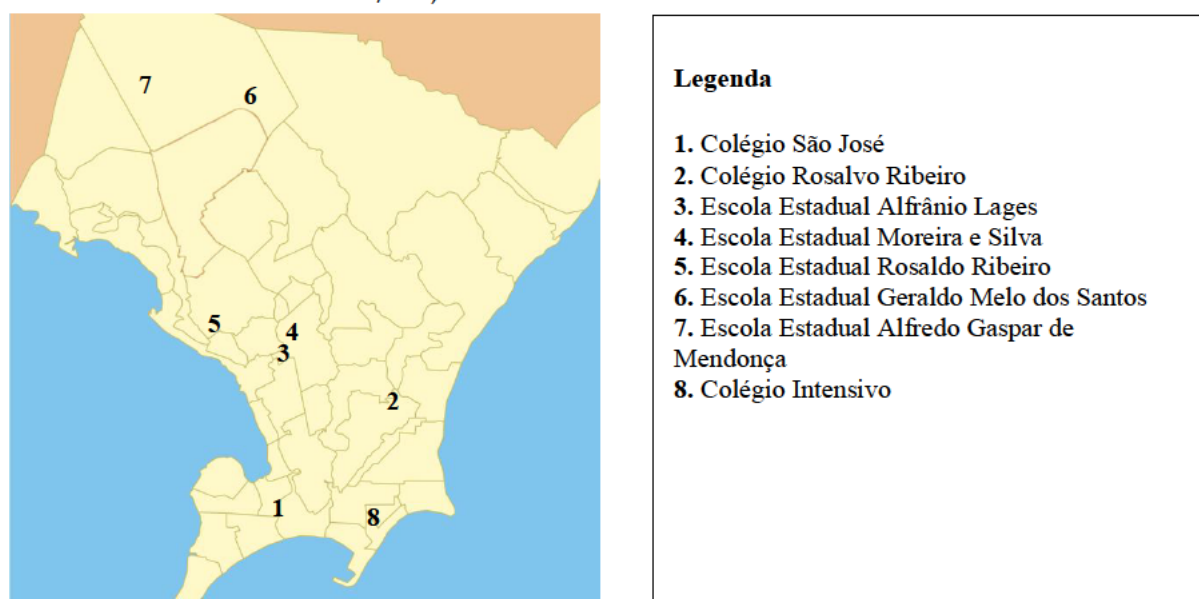 7
6
5
4
3
2
1
8
Legenda
1. Colégio São José
2. Colégio Rosalvo Ribeiro
3. Escola Estadual Alfrânio Lages
4. Escola Estadual Moreira e Silva
5. Escola Estadual Rosaldo Ribeiro
6. Escola Estadual Geraldo Melo dos Santos
7. Escola Estadual Alfredo Gaspar de
Mendonça
8. Colégio Intensivo